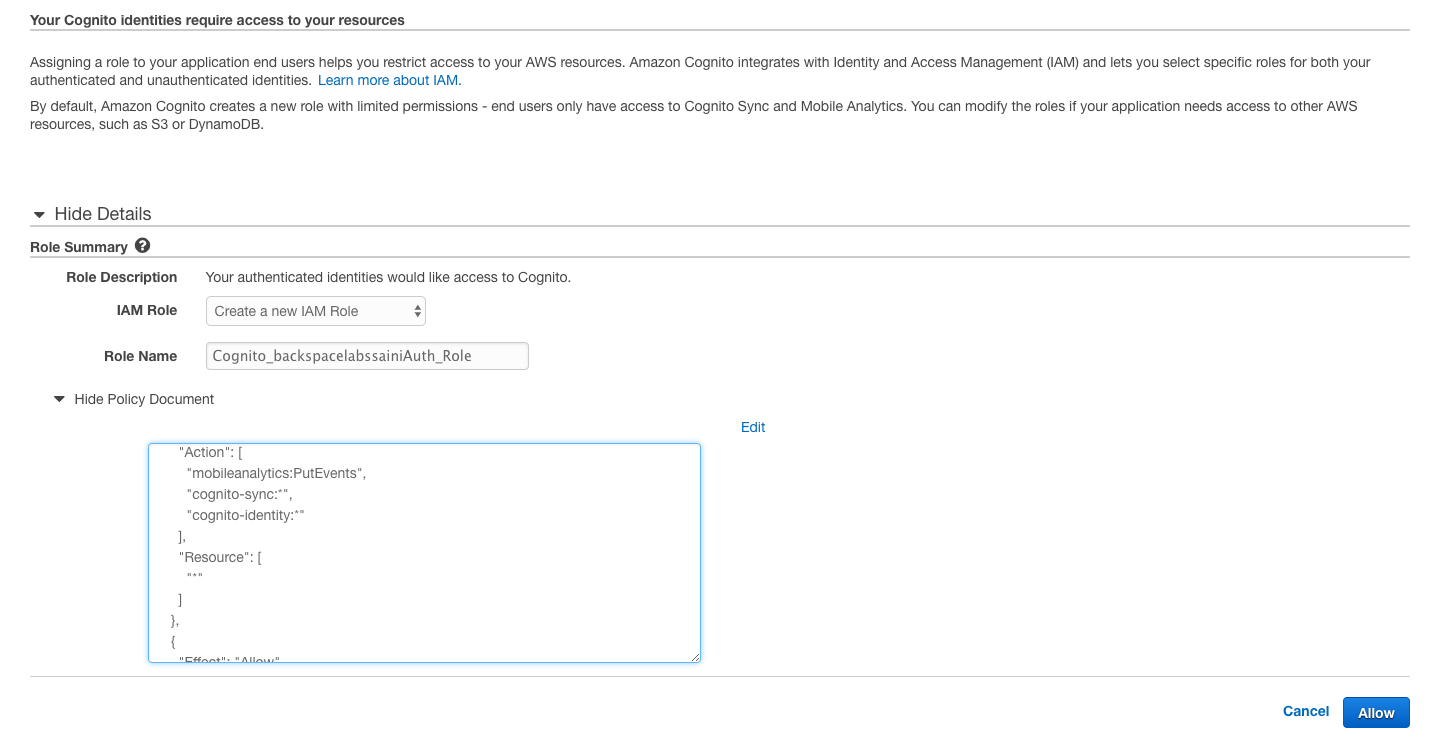 Your Cognito identities require access to your resources
Assigning a role to your application end users helps you restrict access to your AWS resources. Amazon Cognito integrates with Identity and Access Management (IAM) and lets you select specific roles for both your
authenticated and unauthenticated identities. Learn more about IAM.
By default, Amazon Cognito creates a new role with limited permissions - end users only have access to Cognito Sync and Mobile Analytics. You can modify the roles if your application needs access to other AWS
resources, such as S3 or DynamoDB.
Hide Details
Role Summary
Role Description Your authenticated identities would like access to Cognito.
IAM Role Create a new IAM Role
Role Name Cognito_backspacelabssainiAuth_Role
Hide Policy Document
Edit
"Action": [
"mobileanalytics:PutEvents",
"cognito-sync:*",
"cognito-identity:*"
],
"Resource": [
"*"
]
},
{
"Effect": "Allow"
Cancel Allow